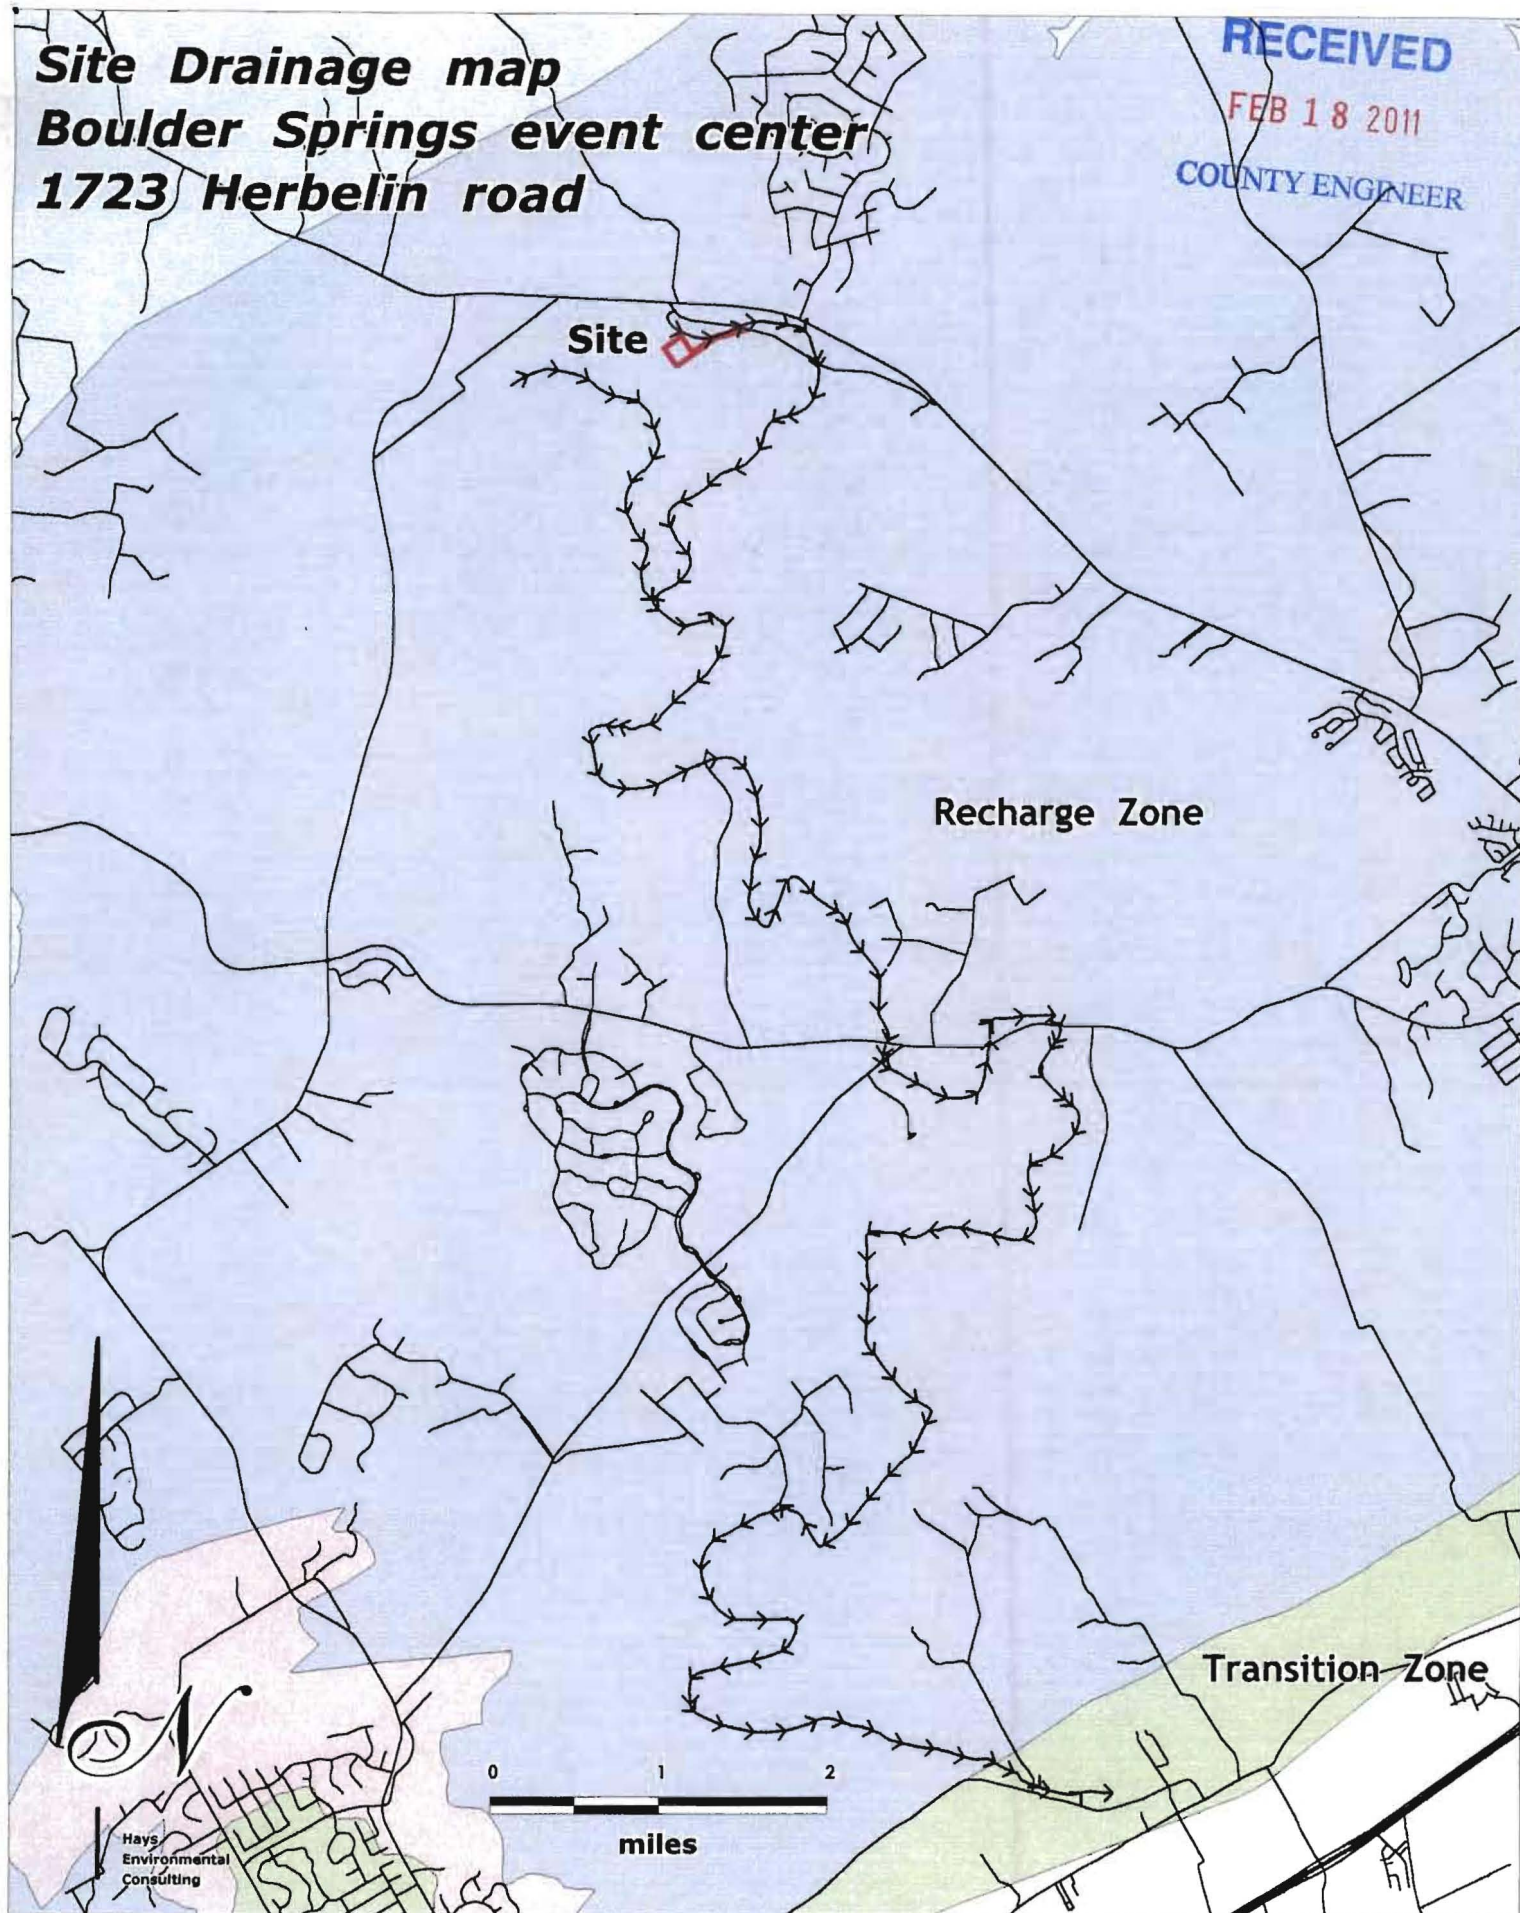 Site Drainage map
Boulder Springs event center
1723 Herbelin road
RECEIVED
FEB 18 2011
COUNTY ENGINEER
Site
Recharge Zone
Transition Zone
N
0 1 2
miles
Hays
Environmental
Consulting